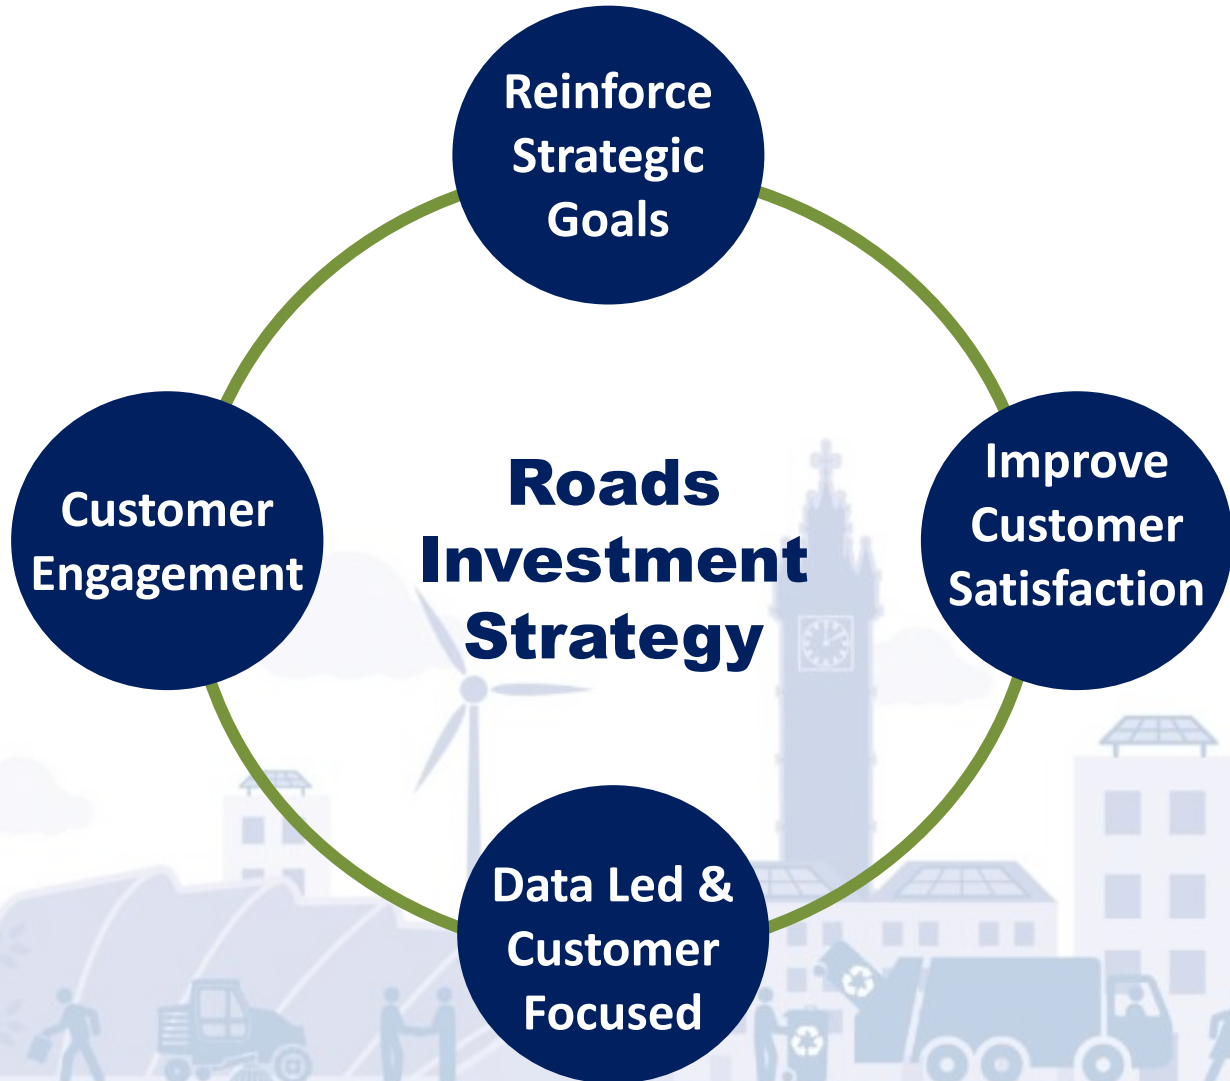 Reinforce
Strategic
Goals
Customer
Engagement
Roads
Investment
Strategy
Improve
Customer
Satisfaction
Data Led &
Customer
Focused